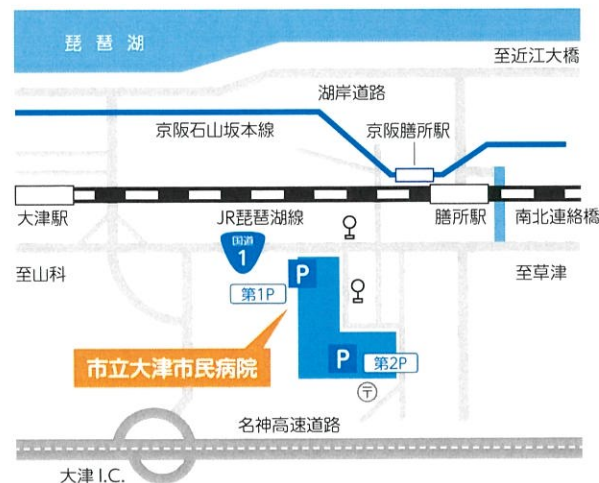 琵琶湖
至近江大橋
湖岸道路
京阪石山坂本線
京阪膳所駅
大津駅
JR琵琶湖線
膳所駅
南北連絡橋
国道
1
至山科
至草津
P
第1P
市立大津市民病院
P
第2P
〒
名神高速道路
大津 I.C.